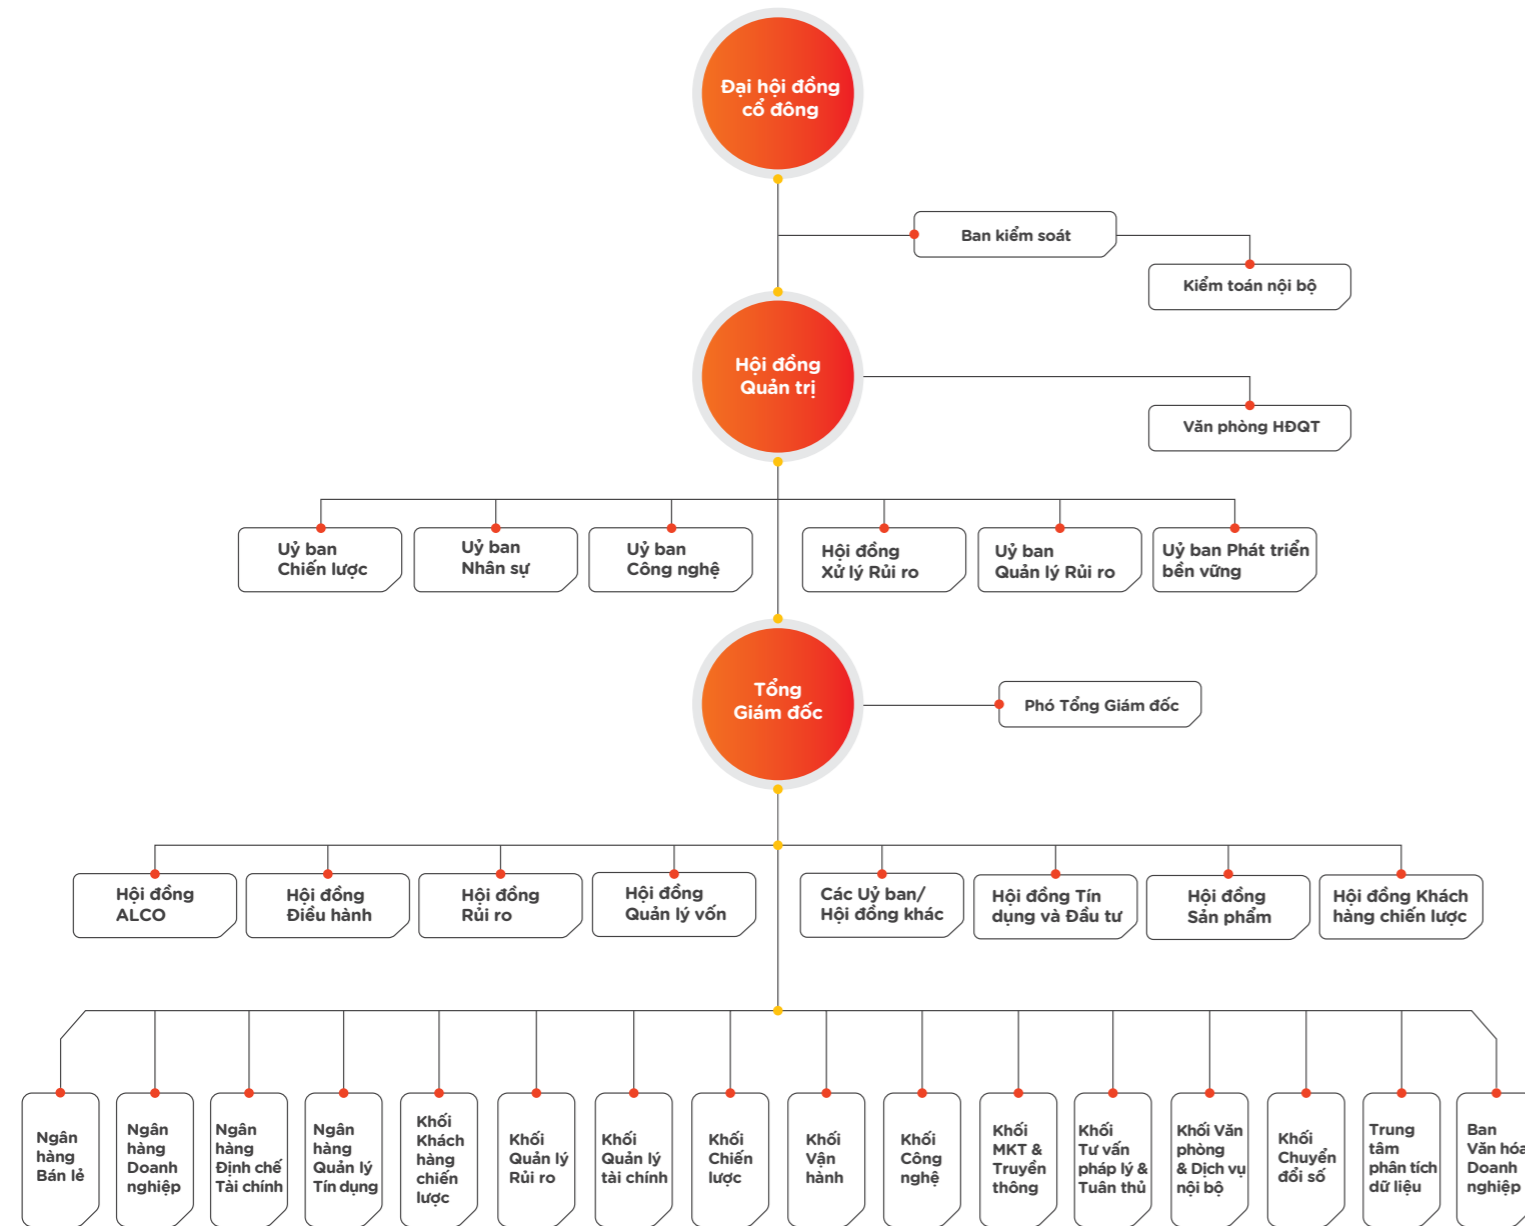 Đại hội đồng
cổ đông
Ban kiểm soát
Kiểm toán nội bộ
Hội đồng
Quản trị
Văn phòng HĐQT
Uỷ ban
Chiến lược
Uỷ ban
Nhân sự
Uỷ ban
Công nghệ
Hội đồng
Xử lý Rủi ro
Uỷ ban
Quản lý Rủi ro
Uỷ ban Phát triển
bền vững
Tổng
Giám đốc
Phó Tổng Giám đốc
Hội đồng
ALCO
Hội đồng
Điều hành
Hội đồng
Rủi ro
Hội đồng
Quản lý vốn
Các Uỷ ban/
Hội đồng khác
Hội đồng Tín
dụng và Đầu tư
Hội đồng
Sản phẩm
Hội đồng Khách
hàng chiến lược
Ngân
hàng
Bán lẻ
Ngân
hàng
Doanh
nghiệp
Ngân
hàng
Định chế
Tài chính
Ngân
hàng
Quản lý
Tín dụng
Khối
Khách
hàng
chiến
lược
Khối
Quản lý
Rủi ro
Khối
Quản lý
tài chính
Khối
Chiến
lược
Khối
Vận
hành
Khối
Công
nghệ
Khối
MKT &
Truyền
thông
Khối
Tư vấn
pháp lý &
Tuân thủ
Khối Văn
phòng
& Dịch vụ
nội bộ
Khối
Chuyển
đổi số
Trung
tâm
phân tích
dữ liệu
Ban
Văn hóa
Doanh
nghiệp